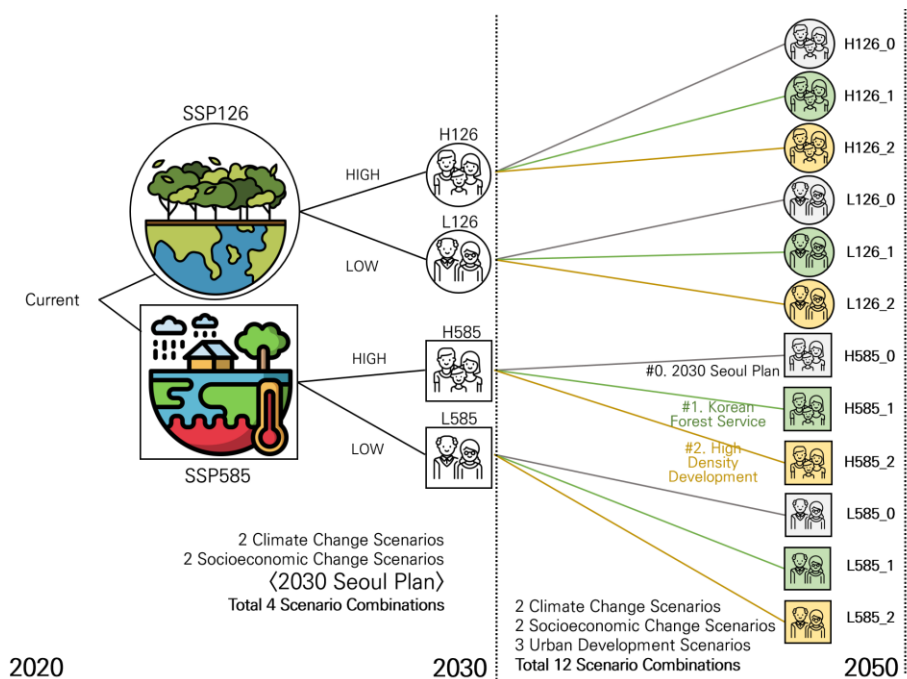 SSP126
Current
SSP585
HIGH
LOW
HIGH
LOW
H126
L126
H585
L585
2 Climate Change Scenarios
2 Socioeconomic Change Scenarios
〈2030 Seoul Plan〉
Total 4 Scenario Combinations
#0. 2030 Seoul Plan
#1. Korean
Forest Service
#2. High
Density
Development
H126_0
H126_1
H126_2
L126_0
L126_1
L126_2
H585_0
H585_1
H585_2
L585_0
L585_1
L585_2
2 Climate Change Scenarios
2 Socioeconomic Change Scenarios
3 Urban Development Scenarios
Total 12 Scenario Combinations
2020
2030
2050